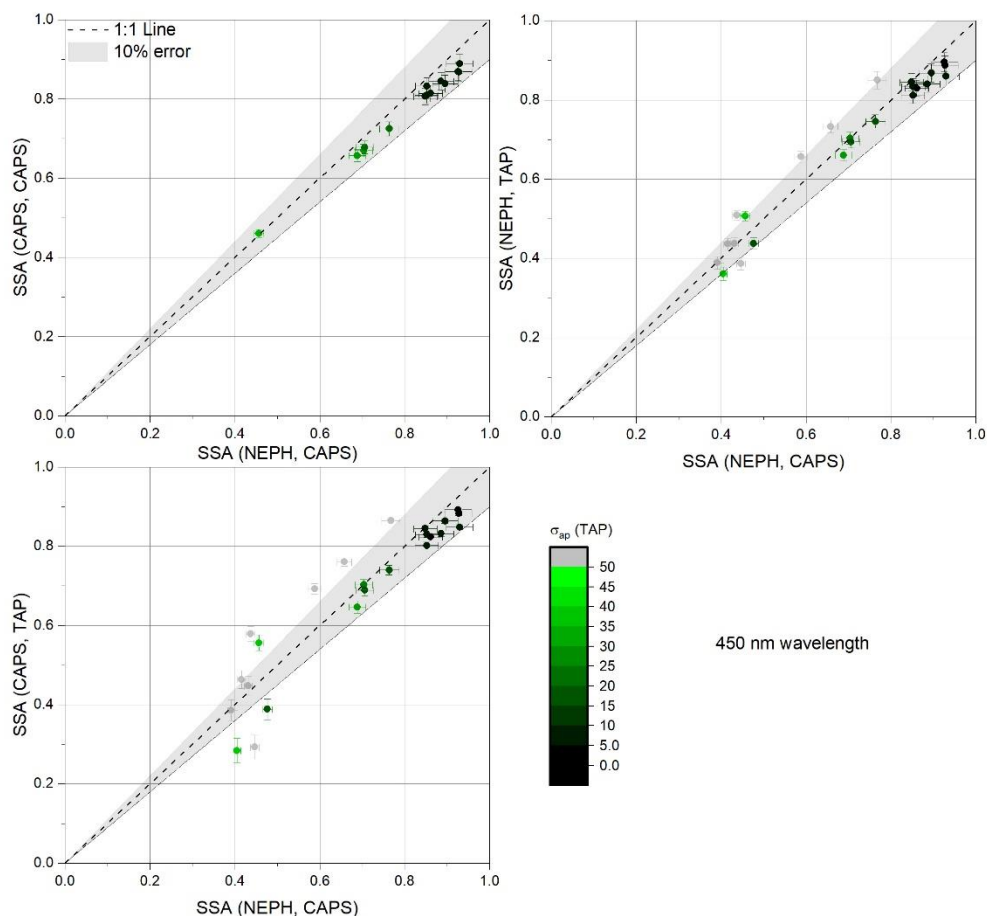 1.0
1:1 Line
10% error
0.8
0.6
0.4
0.2
0.0
0.0 0.2 0.4 0.6 0.8 1.0
SSA (CAPS, CAPS)
SSA (NEPH, CAPS)
1.0
0.8
0.6
0.4
0.2
0.0
0.0 0.2 0.4 0.6 0.8 1.0
SSA (NEPH, TAP)
SSA (NEPH, CAPS)
1.0
0.8
0.6
0.4
0.2
0.0
0.0 0.2 0.4 0.6 0.8 1.0
SSA (CAPS, TAP)
SSA (NEPH, CAPS)
σap (TAP)
50
45
40
35
30
25
20
15
10
5.0
0.0
450 nm wavelength